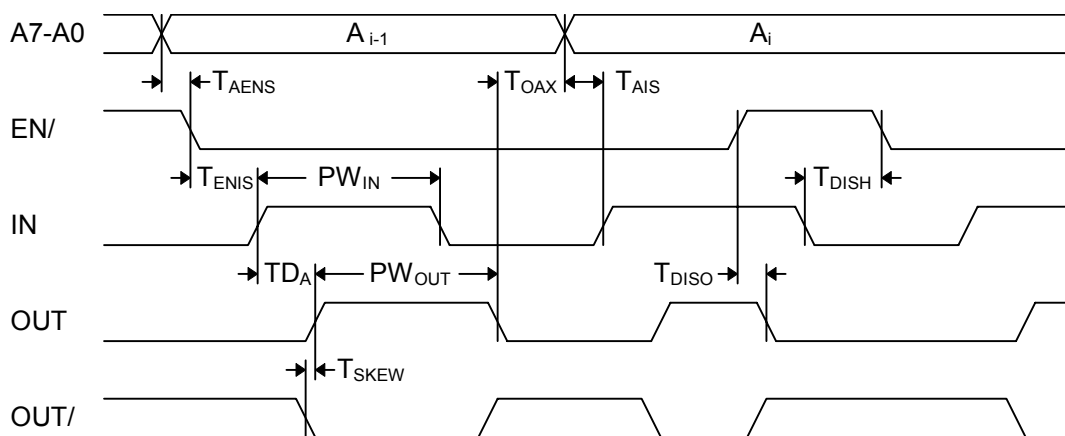 A7-A0 A i-1 Ai
TAENS TOAX TAIS
EN/
TENIS PWIN TDISH
IN
TDA PWOUT TDISO
OUT
TSKEW
OUT/